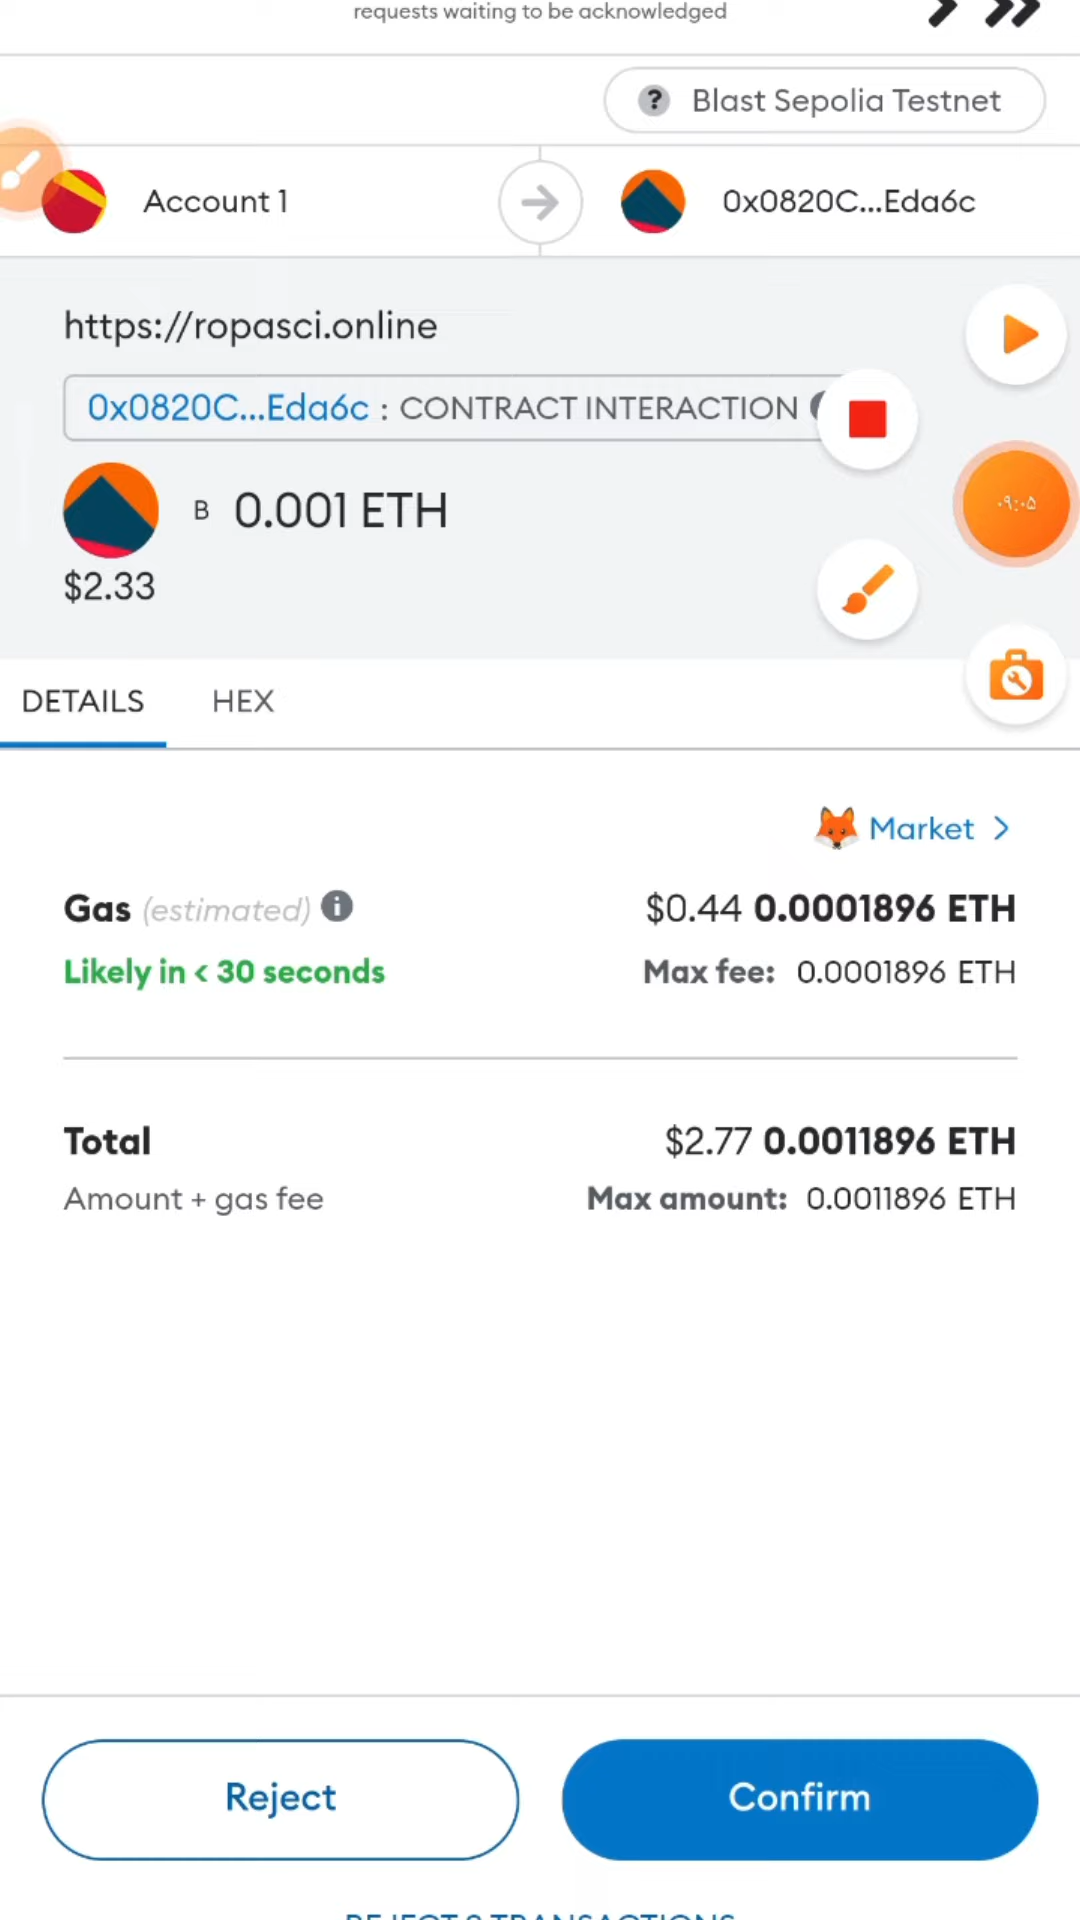 requests waiting to be acknowledged
? Blast Sepolia Testnet
Account 1
0x0820C...Eda6c
https://ropasci.online
0x0820C...Eda6c : CONTRACT INTERACTION
B 0.001 ETH
۰۹:۰۵
$2.33
DETAILS
HEX
Market
Gas (estimated) $0.44 0.0001896 ETH
Likely in < 30 seconds Max fee: 0.0001896 ETH
Total $2.77 0.0011896 ETH
Amount + gas fee Max amount: 0.0011896 ETH
Reject
Confirm